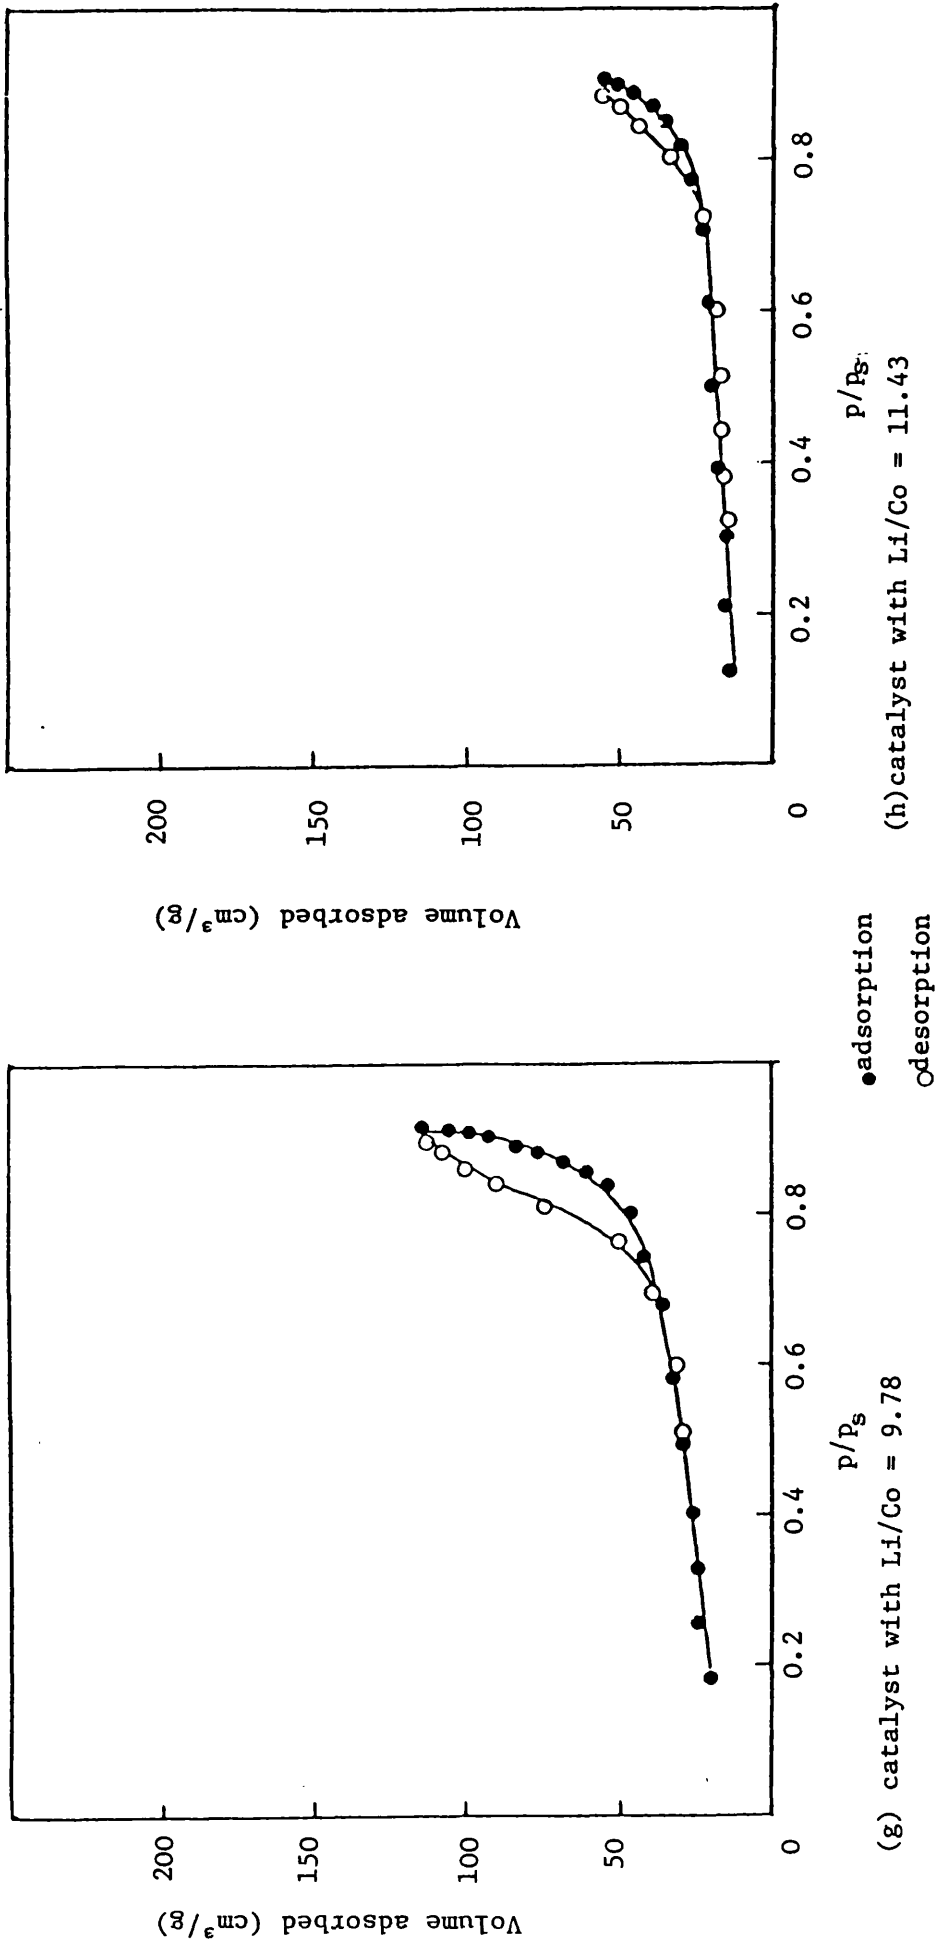 Volume adsorbed (cm³/g)
200
150
100
50
0
0.2
0.4
0.6
0.8
p/pₛ
(g) catalyst with Li/Co = 9.78
●adsorption
○desorption
Volume adsorbed (cm³/g)
200
150
100
50
0
0.2
0.4
0.6
0.8
p/pₛ
(h)catalyst with Li/Co = 11.43